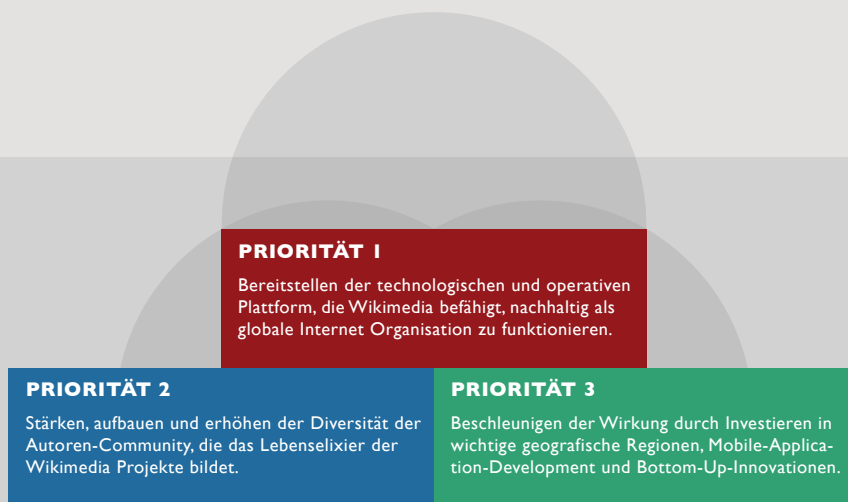 PRIORITÄT 1
Bereitstellen der technologischen und operativen
Plattform, die Wikimedia befähigt, nachhaltig als
globale Internet Organisation zu funktionieren.
PRIORITÄT 2
Stärken, aufbauen und erhöhen der Diversität der
Autoren-Community, die das Lebenselixier der
Wikimedia Projekte bildet.
PRIORITÄT 3
Beschleunigen der Wirkung durch Investieren in
wichtige geografische Regionen, Mobile-Applica-
tion-Development und Bottom-Up-Innovationen.